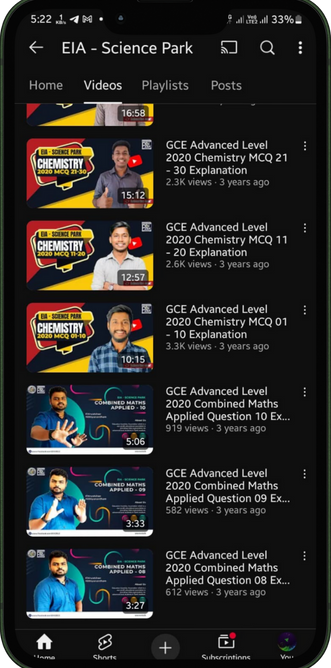 5:22
33%
EIA - Science Park
Home Videos Playlists Posts
16:58
EIA - SCIENCE PARK
CHEMISTRY
2020 MCQ 21-30
15:12
GCE Advanced Level
2020 Chemistry MCQ 21
- 30 Explanation
2.3K views · 3 years ago
EIA - SCIENCE PARK
CHEMISTRY
2020 MCQ 11-20
12:57
GCE Advanced Level
2020 Chemistry MCQ 11
- 20 Explanation
2.6K views · 3 years ago
EIA - SCIENCE PARK
CHEMISTRY
2020 MCQ 01-10
10:15
GCE Advanced Level
2020 Chemistry MCQ 01
- 10 Explanation
3.3K views · 3 years ago
COMBINED MATHS
APPLIED - 10
5:06
GCE Advanced Level
2020 Combined Maths
Applied Question 10 Ex...
919 views · 3 years ago
COMBINED MATHS
APPLIED - 09
3:33
GCE Advanced Level
2020 Combined Maths
Applied Question 09 Ex...
582 views · 3 years ago
COMBINED MATHS
APPLIED - 08
3:27
GCE Advanced Level
2020 Combined Maths
Applied Question 08 Ex...
612 views · 3 years ago
Home Shorts Subscriptions You